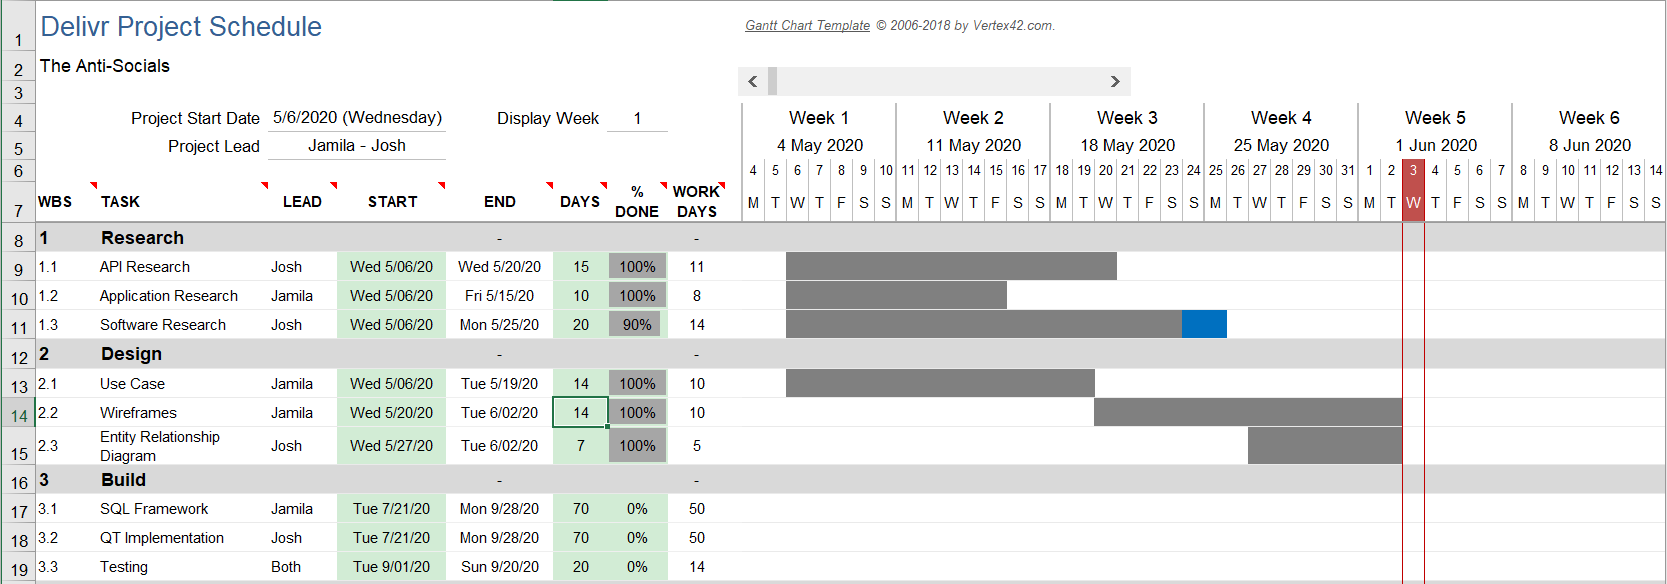 1 Delivr Project Schedule Gantt Chart Template © 2006-2018 by Vertex42.com.
2 The Anti-Socials
3
4 Project Start Date 5/6/2020 (Wednesday) Display Week 1 Week 1 Week 2 Week 3 Week 4 Week 5 Week 6
5 Project Lead Jamila - Josh 4 May 2020 11 May 2020 18 May 2020 25 May 2020 1 Jun 2020 8 Jun 2020
6 4 5 6 7 8 9 10 11 12 13 14 15 16 17 18 19 20 21 22 23 24 25 26 27 28 29 30 31 1 2 3 4 5 6 7 8 9 10 11 12 13 14
7 WBS TASK LEAD START END DAYS % DONE WORK DAYS M T W T F S S M T W T F S S M T W T F S S M T W T F S S M T W T F S S M T W T F S S
8 1 Research - -
9 1.1 API Research Josh Wed 5/06/20 Wed 5/20/20 15 100% 11
10 1.2 Application Research Jamila Wed 5/06/20 Fri 5/15/20 10 100% 8
11 1.3 Software Research Josh Wed 5/06/20 Mon 5/25/20 20 90% 14
12 2 Design - -
13 2.1 Use Case Jamila Wed 5/06/20 Tue 5/19/20 14 100% 10
14 2.2 Wireframes Jamila Wed 5/20/20 Tue 6/02/20 14 100% 10
15 2.3 Entity Relationship Diagram Josh Wed 5/27/20 Tue 6/02/20 7 100% 5
16 3 Build - -
17 3.1 SQL Framework Jamila Tue 7/21/20 Mon 9/28/20 70 0% 50
18 3.2 QT Implementation Josh Tue 7/21/20 Mon 9/28/20 70 0% 50
19 3.3 Testing Both Tue 9/01/20 Sun 9/20/20 20 0% 14